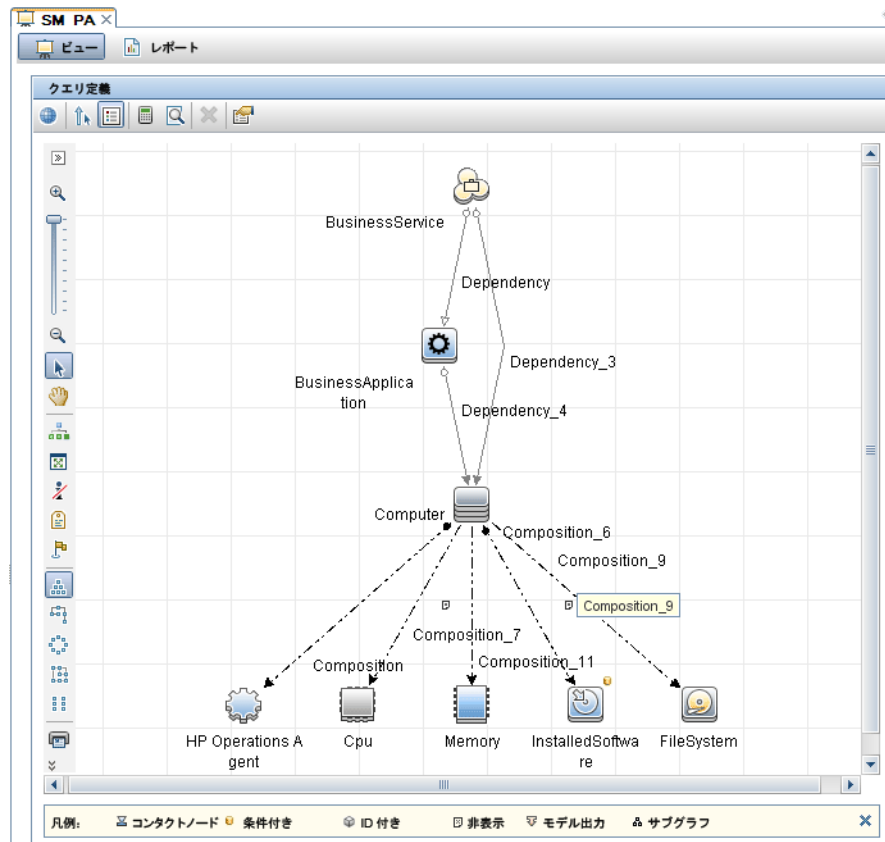 SM_PA
ビュー
レポート
クエリ定義
BusinessService
Dependency
Dependency_3
BusinessApplica
tion
Dependency_4
Computer
Composition_6
Composition_9
Composition_9
Composition_7
Composition
Composition_11
HP Operations A
gent
Cpu
Memory
InstalledSoftwa
re
FileSystem
凡例: コンタクトノード 条件付き ID 付き 非表示 モデル出力 サブグラフ